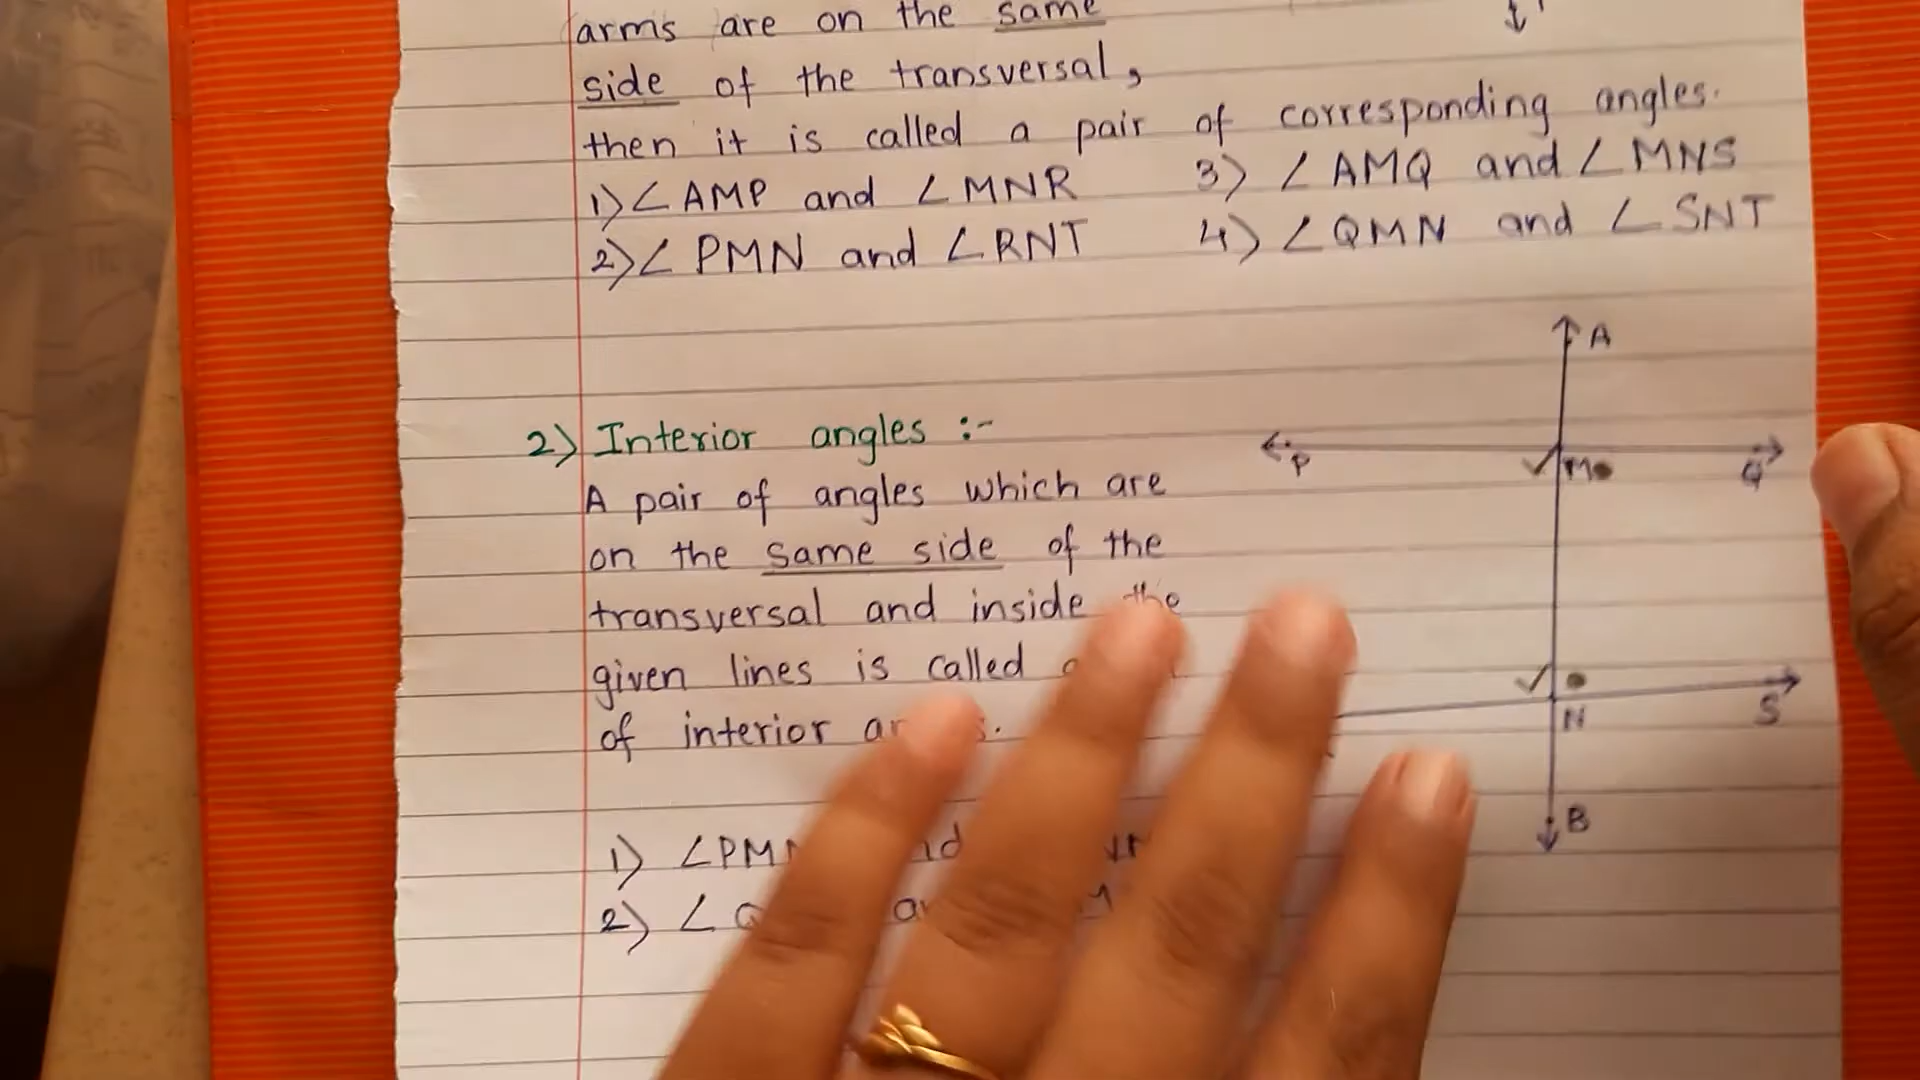 arms are on the same
side of the transversal,
then it is called a pair of corresponding angles.
1) ∠AMP and ∠MNR 3) ∠AMQ and ∠MNS
2) ∠PMN and ∠RNT 4) ∠QMN and ∠SNT
A
2) Interior angles :-
P M Q
A pair of angles which are
on the same side of the
transversal and inside the
given lines is called
of interior
N S
B
1) ∠PMN
2) ∠Q